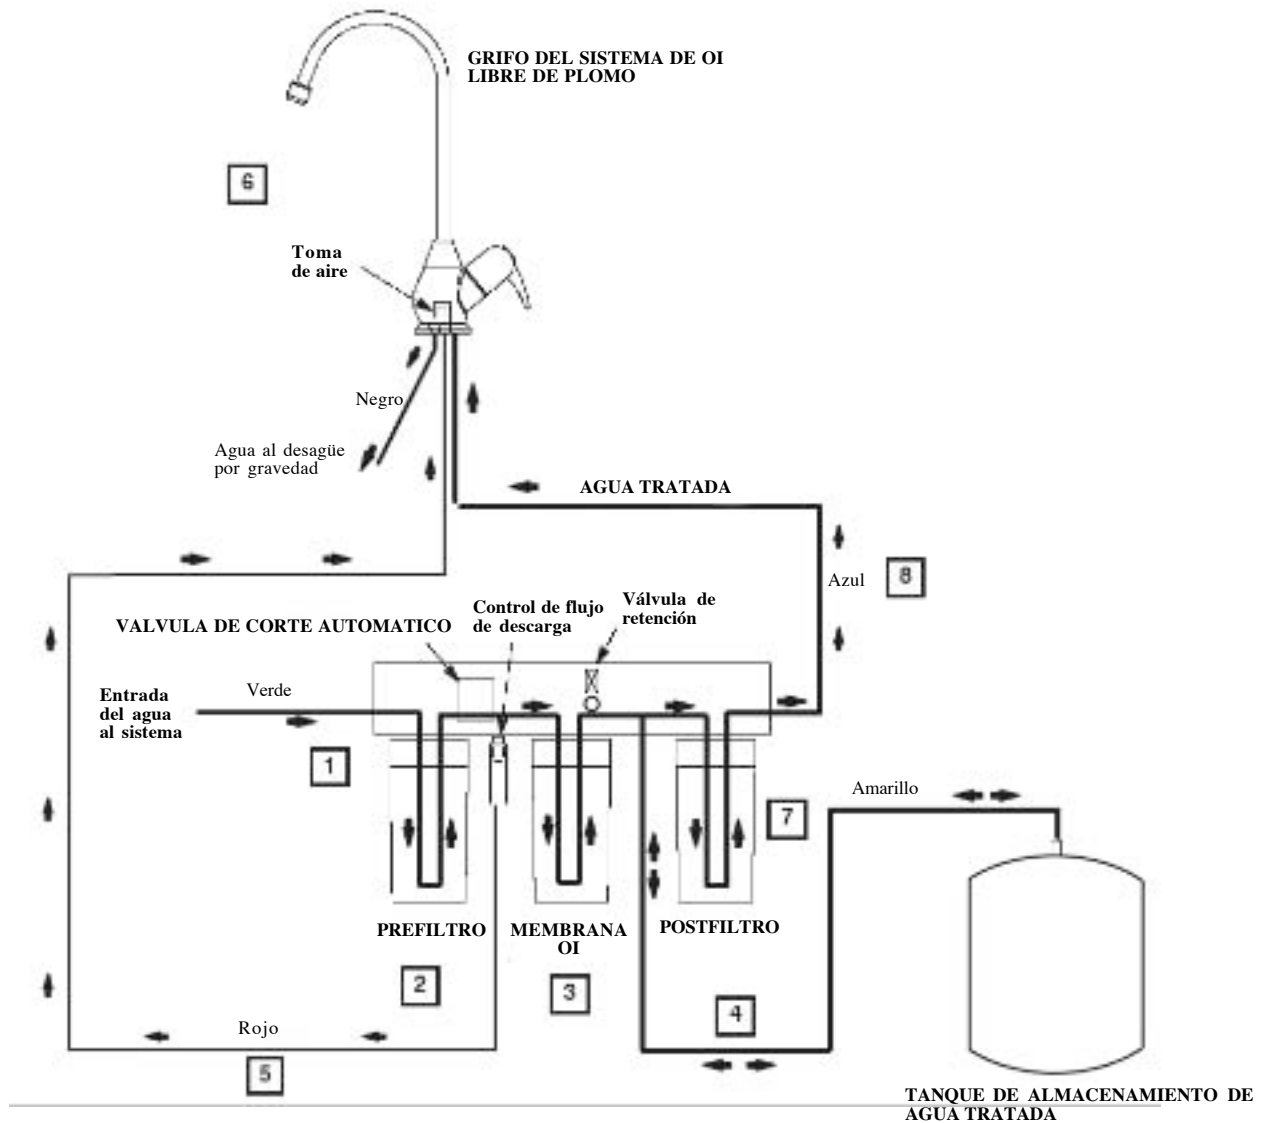 GRIFO DEL SISTEMA DE OI
LIBRE DE PLOMO
6
Toma
de aire
Negro
Agua al desagüe
por gravedad
AGUA TRATADA
Azul
8
Control de flujo
de descarga
Válvula de
retención
VALVULA DE CORTE AUTOMATICO
Entrada
del agua
al sistema
Verde
1
7
Amarillo
PREFILTRO
MEMBRANA
OI
POSTFILTRO
2
3
4
Rojo
5
TANQUE DE ALMACENAMIENTO DE
AGUA TRATADA